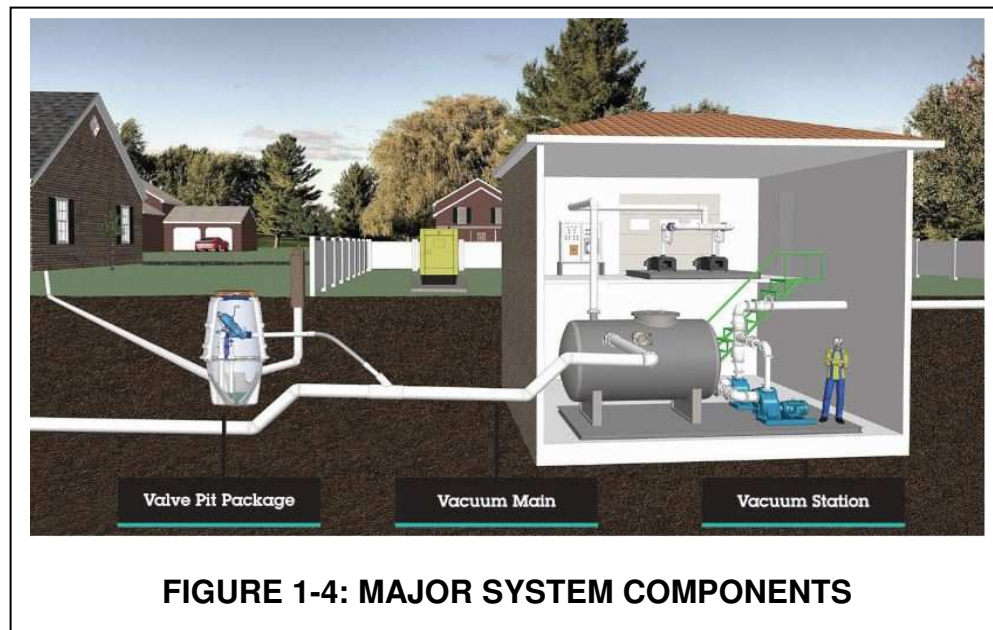 Valve Pit Package
Vacuum Main
Vacuum Station
FIGURE 1-4: MAJOR SYSTEM COMPONENTS